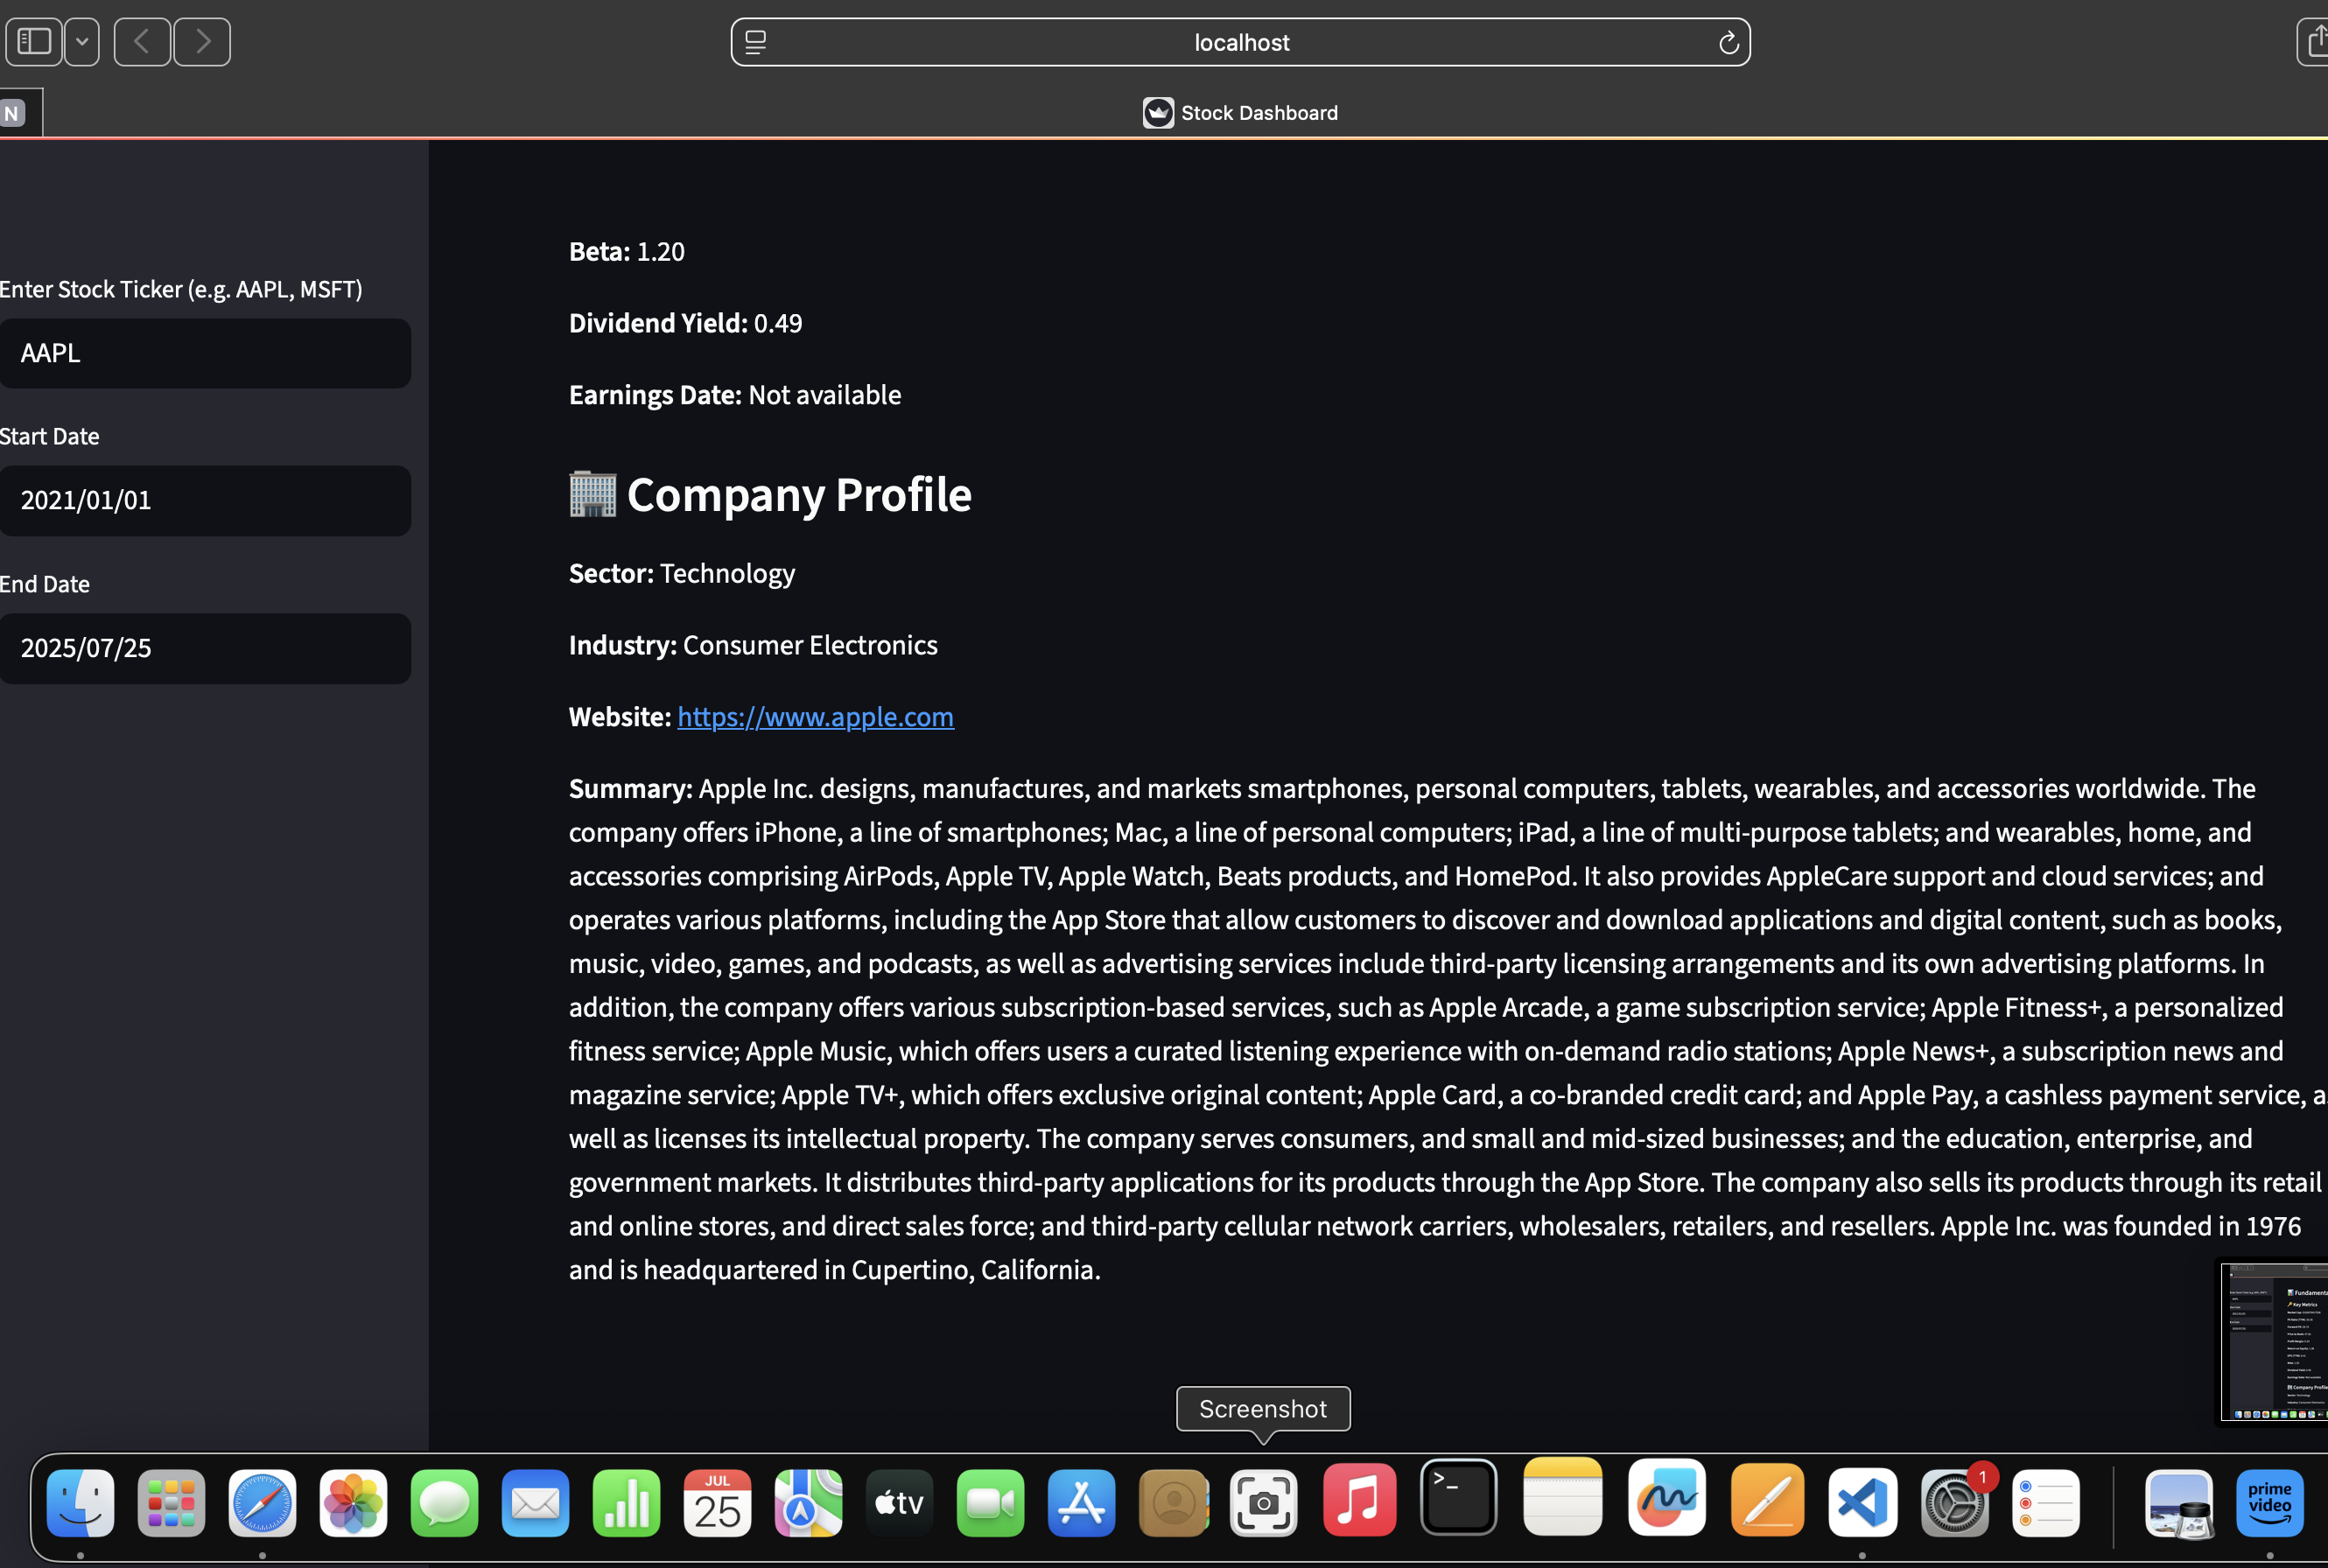 localhost
N
Stock Dashboard
Enter Stock Ticker (e.g. AAPL, MSFT)
AAPL
Start Date
2021/01/01
End Date
2025/07/25
Beta: 1.20
Dividend Yield: 0.49
Earnings Date: Not available
Company Profile
Sector: Technology
Industry: Consumer Electronics
Website: https://www.apple.com
Summary: Apple Inc. designs, manufactures, and markets smartphones, personal computers, tablets, wearables, and accessories worldwide. The
company offers iPhone, a line of smartphones; Mac, a line of personal computers; iPad, a line of multi-purpose tablets; and wearables, home, and
accessories comprising AirPods, Apple TV, Apple Watch, Beats products, and HomePod. It also provides AppleCare support and cloud services; and
operates various platforms, including the App Store that allow customers to discover and download applications and digital content, such as books,
music, video, games, and podcasts, as well as advertising services include third-party licensing arrangements and its own advertising platforms. In
addition, the company offers various subscription-based services, such as Apple Arcade, a game subscription service; Apple Fitness+, a personalized
fitness service; Apple Music, which offers users a curated listening experience with on-demand radio stations; Apple News+, a subscription news and
magazine service; Apple TV+, which offers exclusive original content; Apple Card, a co-branded credit card; and Apple Pay, a cashless payment service, a
well as licenses its intellectual property. The company serves consumers, and small and mid-sized businesses; and the education, enterprise, and
government markets. It distributes third-party applications for its products through the App Store. The company also sells its products through its retail
and online stores, and direct sales force; and third-party cellular network carriers, wholesalers, retailers, and resellers. Apple Inc. was founded in 1976
and is headquartered in Cupertino, California.
Key Metrics
Company Profile
Screenshot
JUL
25
tv
>_
1
prime
video